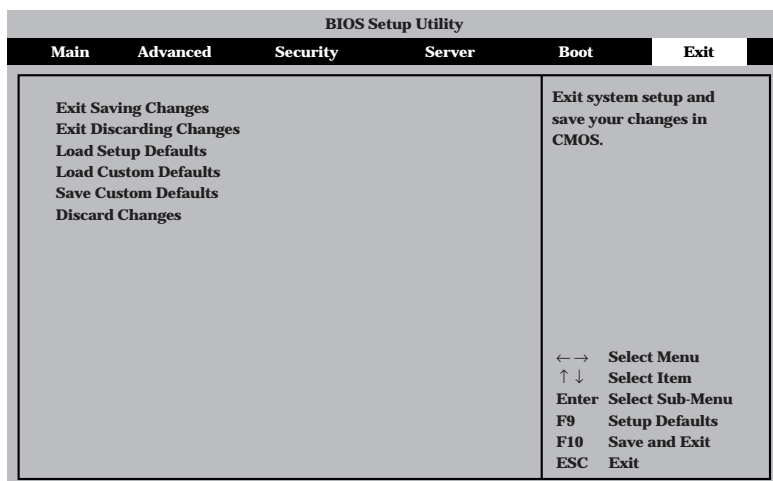 BIOS Setup Utility
Main Advanced Security Server Boot Exit
Exit Saving Changes
Exit Discarding Changes
Load Setup Defaults
Load Custom Defaults
Save Custom Defaults
Discard Changes
Exit system setup and
save your changes in
CMOS.
←→ Select Menu
↑↓ Select Item
Enter Select Sub-Menu
F9 Setup Defaults
F10 Save and Exit
ESC Exit